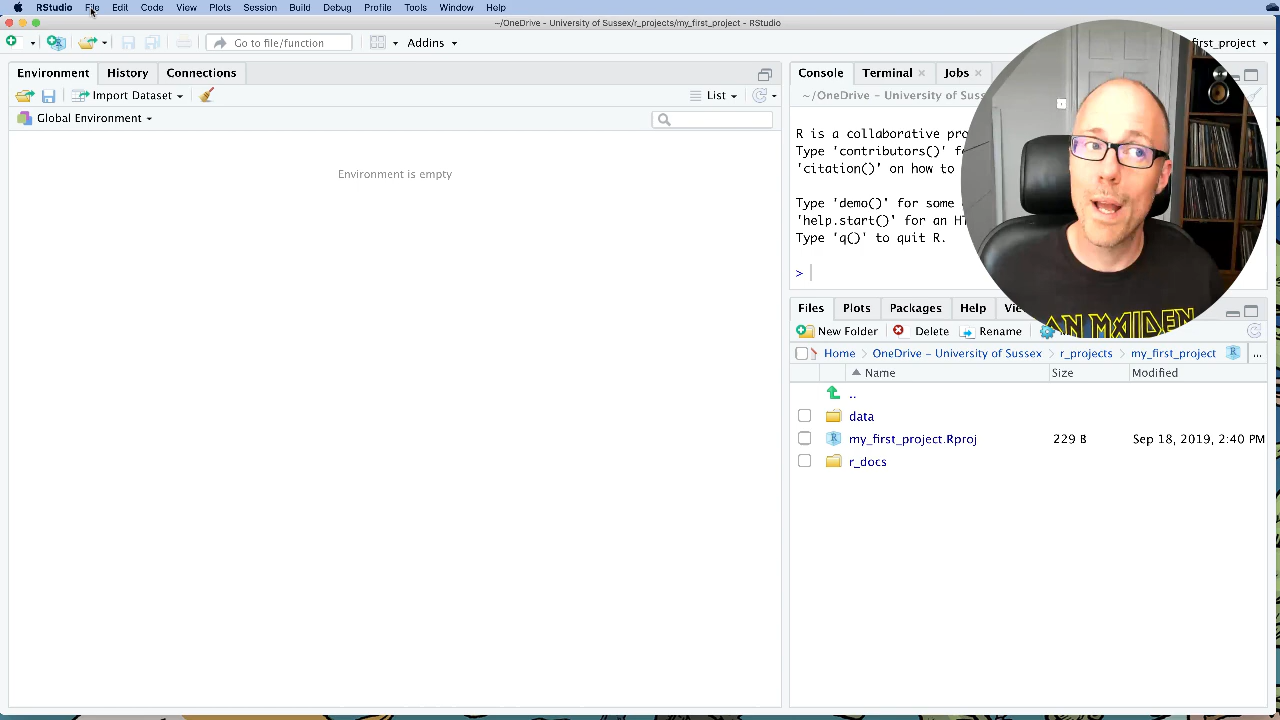 RStudio File Edit Code View Plots Session Build Debug Profile Tools Window Help
~/OneDrive - University of Sussex/r_projects/my_first_project - RStudio
Go to file/function Addins first_project
Environment History Connections
Import Dataset List
Global Environment
Environment is empty
Console Terminal Jobs
~/OneDrive - University of Suss
R is a collaborative pro
Type 'contributors()' fo
'citation()' on how to
Type 'demo()' for some
'help.start()' for an HT
Type 'q()' to quit R.
>
AN MAIDEN
Files Plots Packages Help
New Folder Delete Rename
Home OneDrive - University of Sussex r_projects my_first_project ...
Name Size Modified
..
data
my_first_project.Rproj 229 B Sep 18, 2019, 2:40 PM
r_docs